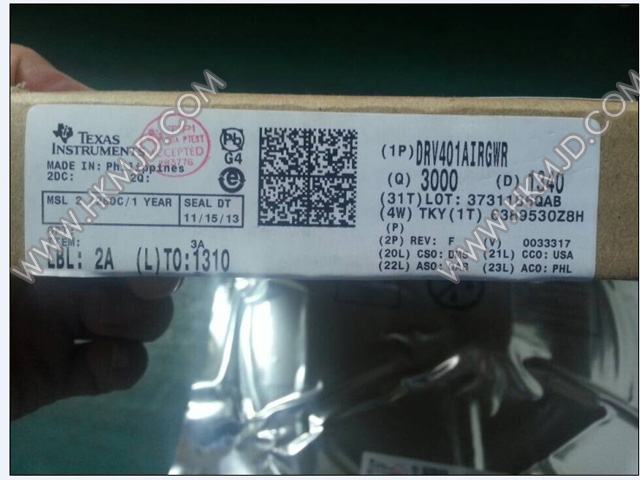 TEXAS
INSTRUMENTS
MADE IN: Philippines
2DC: 2Q:
MSL 2 /1 YEAR
SEAL DT
11/15/13
G4
e
3A
LBL: 2A (L)TO:1310
(1P)DRV401AIRGWR
(Q) 3000 (D) 1340
(31T)LOT:
(4W) TKY(1T)
(P)
(2P) REV: F (V) 0033317
(20L) CSO: (21L) CCO: USA
(22L) ASO: (23L) ACO: PHL
WWW.HKMJD.COM
WWW.HKMJD.COM
WWW.HKMJD.COM